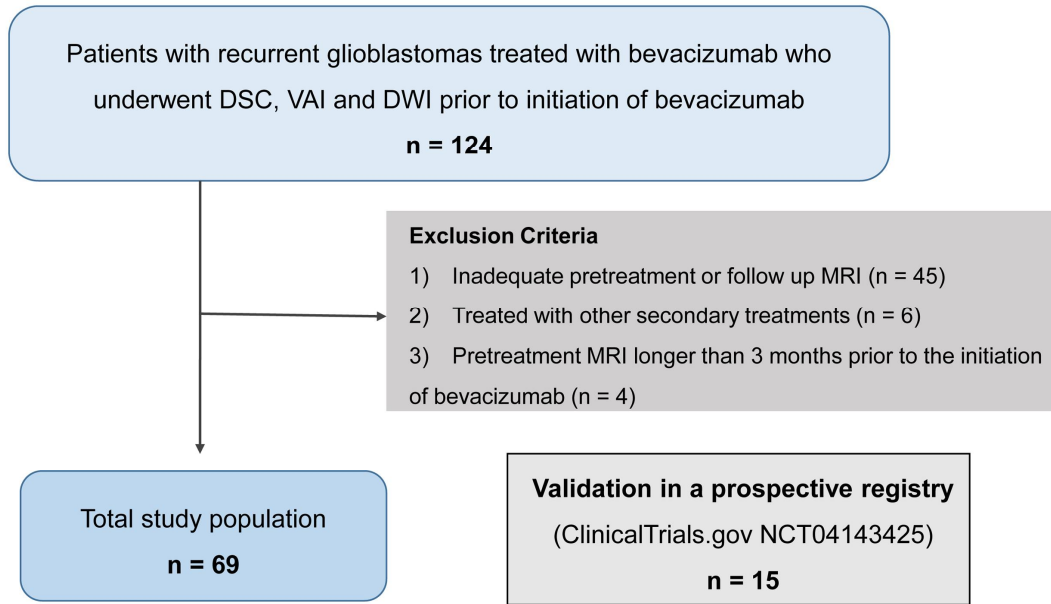 Patients with recurrent glioblastomas treated with bevacizumab who
underwent DSC, VAI and DWI prior to initiation of bevacizumab
n = 124
Exclusion Criteria
1) Inadequate pretreatment or follow up MRI (n = 45)
2) Treated with other secondary treatments (n = 6)
3) Pretreatment MRI longer than 3 months prior to the initiation
of bevacizumab (n = 4)
Total study population
n = 69
Validation in a prospective registry
(ClinicalTrials.gov NCT04143425)
n = 15